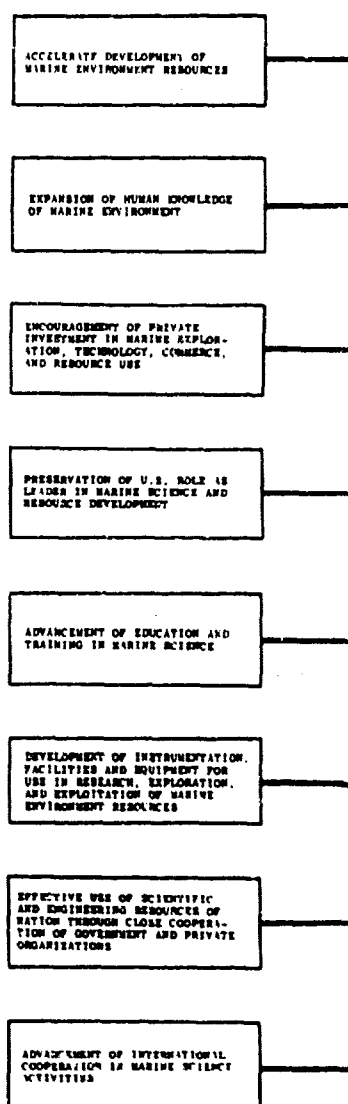 ACCELERATE DEVELOPMENT OF
MARINE ENVIRONMENT RESOURCES
EXPANSION OF HUMAN KNOWLEDGE
OF MARINE ENVIRONMENT
ENCOURAGEMENT OF PRIVATE
INVESTMENT IN MARINE EXPLOR-
ATION, TECHNOLOGY, COMMERCE,
AND RESOURCE USE
PRESERVATION OF U.S. ROLE AS
LEADER IN MARINE SCIENCE AND
RESOURCE DEVELOPMENT
ADVANCEMENT OF EDUCATION AND
TRAINING IN MARINE SCIENCE
DEVELOPMENT OF INSTRUMENTATION,
FACILITIES AND EQUIPMENT FOR
USE IN RESEARCH, EXPLORATION,
AND EXPLOITATION OF MARINE
ENVIRONMENT RESOURCES
EFFECTIVE USE OF SCIENTIFIC
AND ENGINEERING RESOURCES OF
NATION THROUGH CLOSE COOPERA-
TION OF GOVERNMENT AND PRIVATE
ORGANIZATIONS
ADVANCEMENT OF INTERNATIONAL
COOPERATION IN MARINE SCIENCE
ACTIVITIES